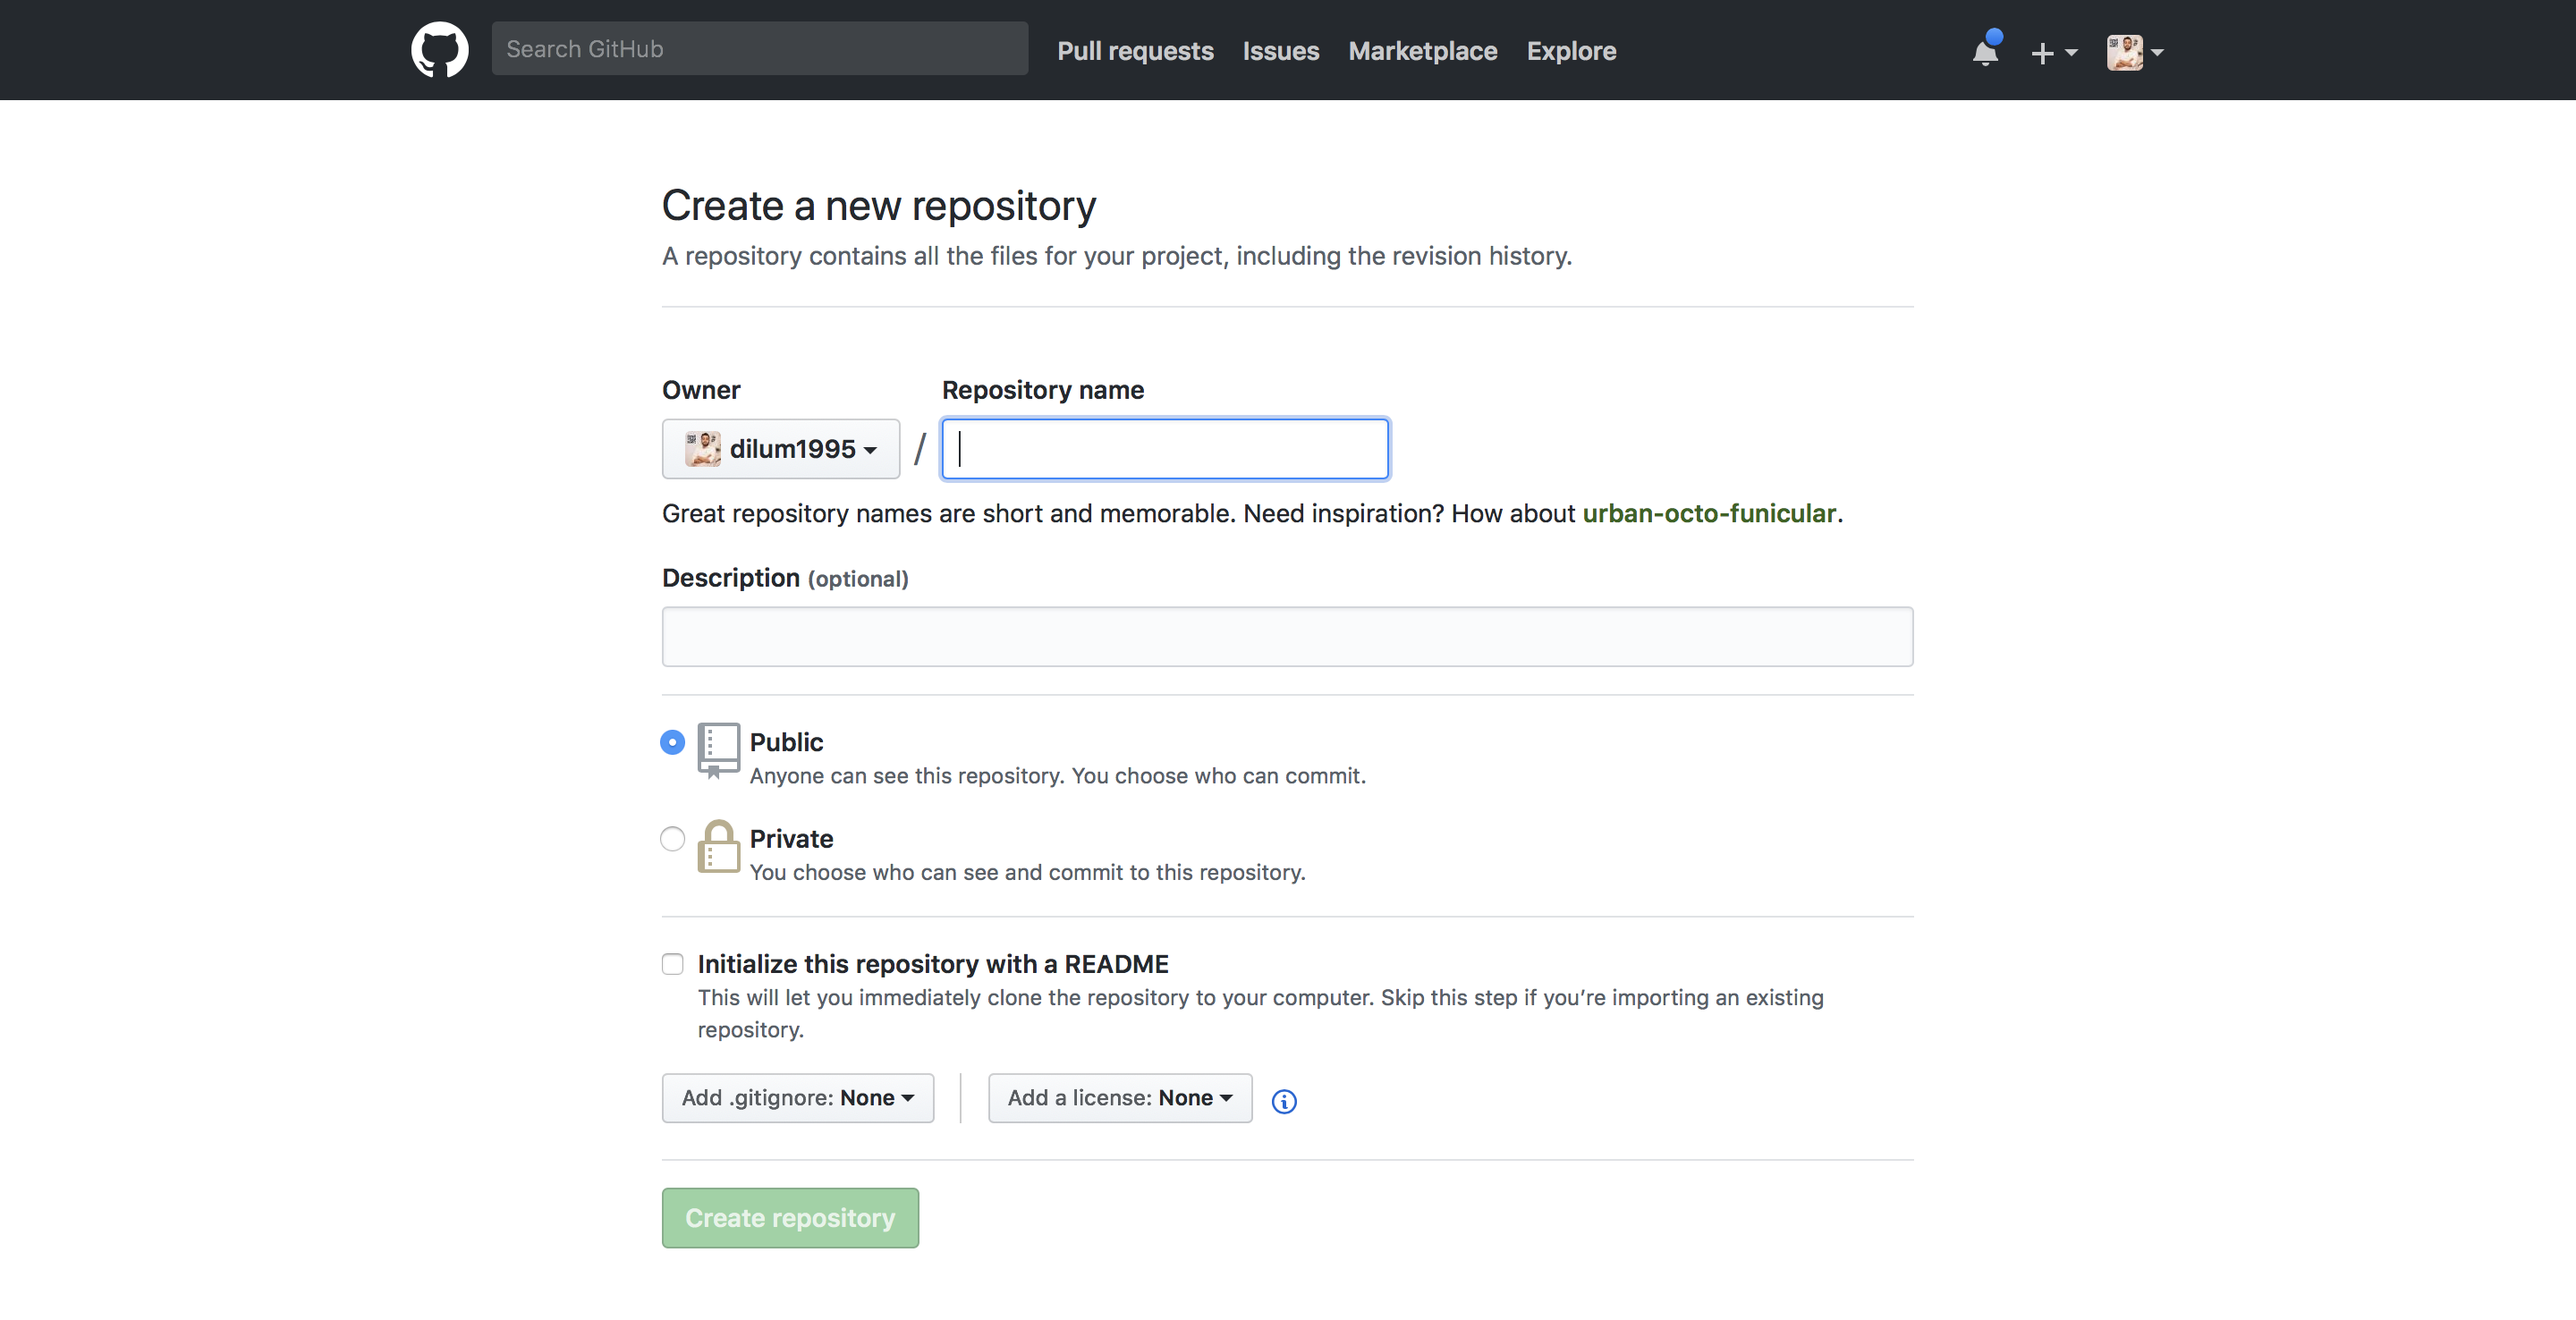 Search GitHub
Pull requests Issues Marketplace Explore
Create a new repository
A repository contains all the files for your project, including the revision history.
Owner Repository name
dilum1995 /
Great repository names are short and memorable. Need inspiration? How about urban-octo-funicular.
Description (optional)
Public
Anyone can see this repository. You choose who can commit.
Private
You choose who can see and commit to this repository.
Initialize this repository with a README
This will let you immediately clone the repository to your computer. Skip this step if you’re importing an existing
repository.
Add .gitignore: None Add a license: None
Create repository